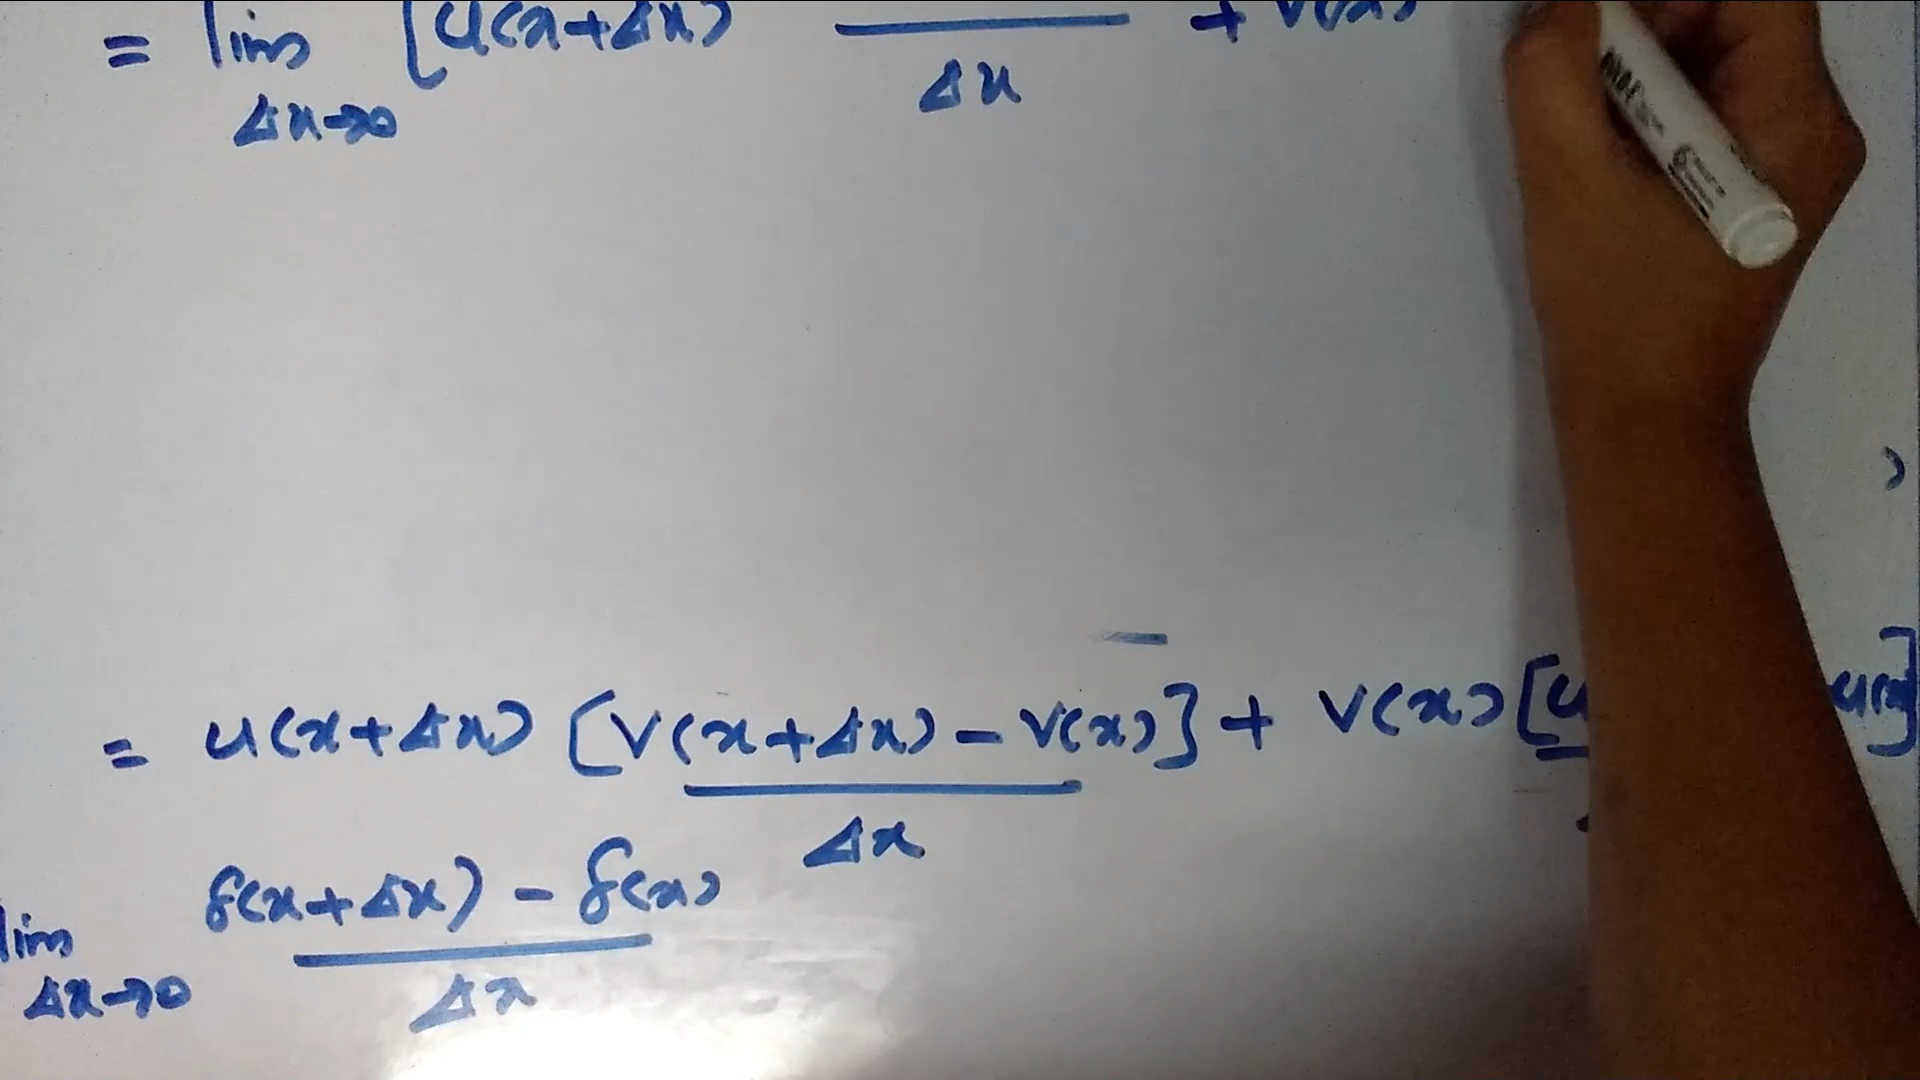 = lim [u(x+Δx) + v(x)
Δx→0 Δx
= u(x+Δx) [v(x+Δx) - v(x)] + v(x) [u u(x)]
Δx
lim f(x+Δx) - f(x)
Δx→0 Δx